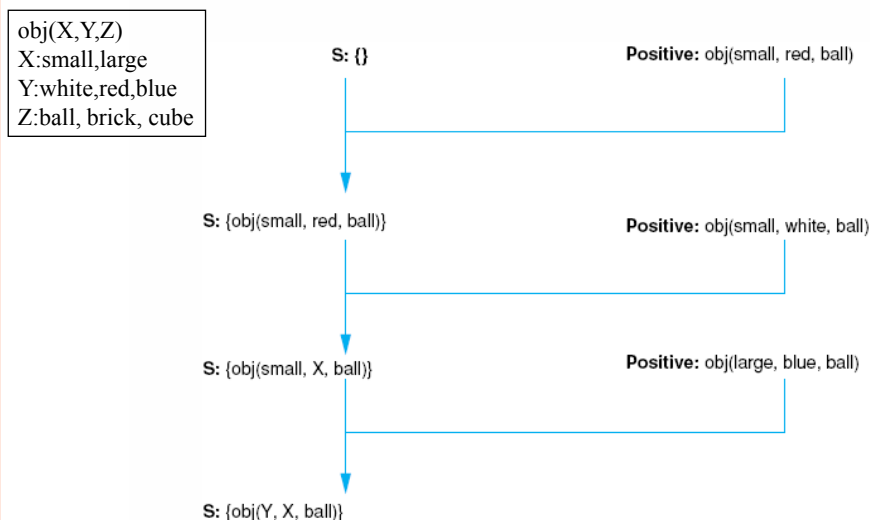 obj(X,Y,Z)
X:small,large
Y:white,red,blue
Z:ball, brick, cube
S: {}
Positive: obj(small, red, ball)
S: {obj(small, red, ball)}
Positive: obj(small, white, ball)
S: {obj(small, X, ball)}
Positive: obj(large, blue, ball)
S: {obj(Y, X, ball)}